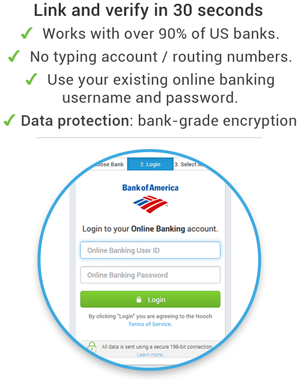 Link and verify in 30 seconds
Works with over 90% of US banks.
No typing account / routing numbers.
Use your existing online banking
username and password.
Data protection: bank-grade encryption
oose Bank 2. Login 3. Select A
Bank of America
Login to your Online Banking account.
Online Banking User ID
Online Banking Password
Login
By clicking "Login" you are agreeing to the Hooch
Terms of Service.
All data is sent using a secure 196-bit connection
Learn more.